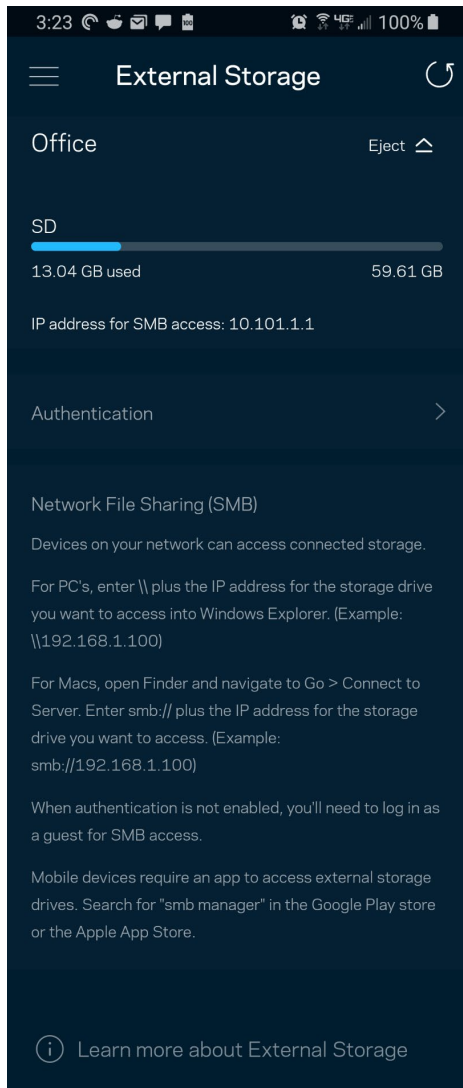 3:23 100%
External Storage
Office Eject
SD
13.04 GB used 59.61 GB
IP address for SMB access: 10.101.1.1
Authentication
Network File Sharing (SMB)
Devices on your network can access connected storage.
For PC's, enter \\ plus the IP address for the storage drive
you want to access into Windows Explorer. (Example:
\\192.168.1.100)
For Macs, open Finder and navigate to Go > Connect to
Server. Enter smb:// plus the IP address for the storage
drive you want to access. (Example:
smb://192.168.1.100)
When authentication is not enabled, you'll need to log in as
a guest for SMB access.
Mobile devices require an app to access external storage
drives. Search for "smb manager" in the Google Play store
or the Apple App Store.
Learn more about External Storage